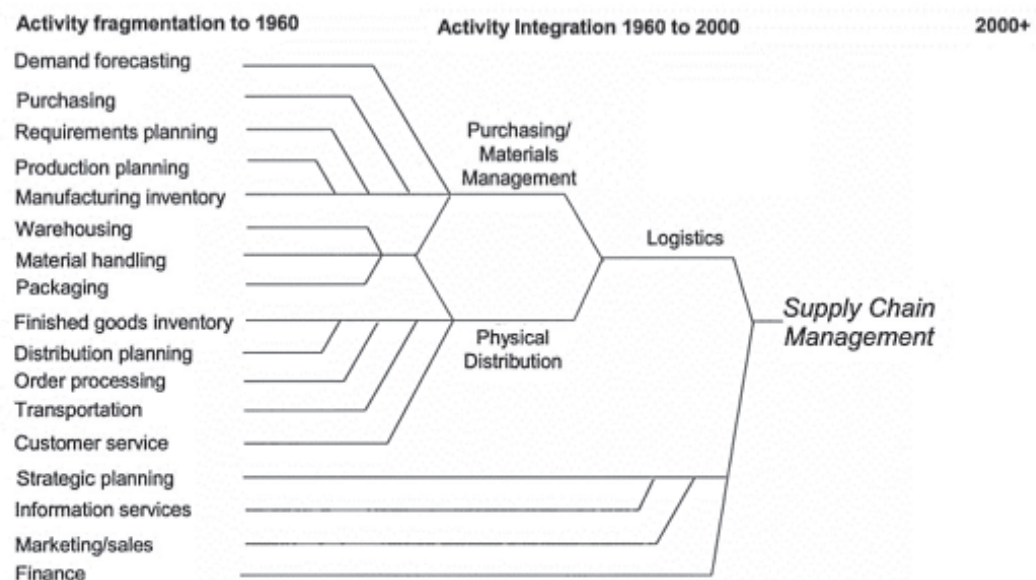 Activity fragmentation to 1960
Activity Integration 1960 to 2000
2000+
Demand forecasting
Purchasing
Requirements planning
Production planning
Manufacturing inventory
Warehousing
Material handling
Packaging
Finished goods inventory
Distribution planning
Order processing
Transportation
Customer service
Strategic planning
Information services
Marketing/sales
Finance
Purchasing/
Materials
Management
Physical
Distribution
Logistics
Supply Chain
Management